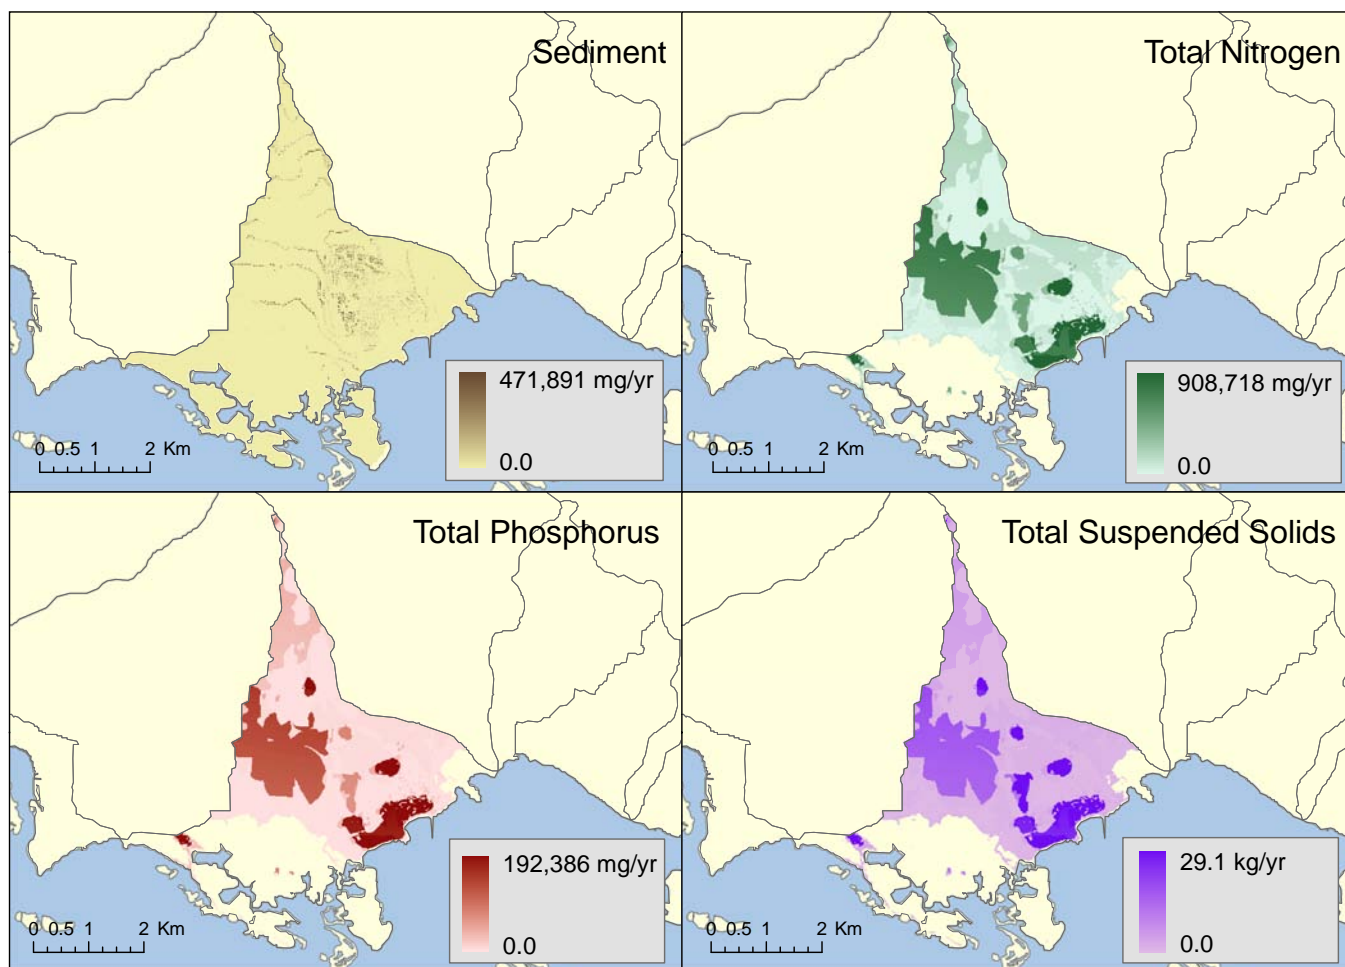 Sediment
471,891 mg/yr
0.0
0 0.5 1 2 Km
Total Nitrogen
908,718 mg/yr
0.0
0 0.5 1 2 Km
Total Phosphorus
192,386 mg/yr
0.0
0 0.5 1 2 Km
Total Suspended Solids
29.1 kg/yr
0.0
0 0.5 1 2 Km